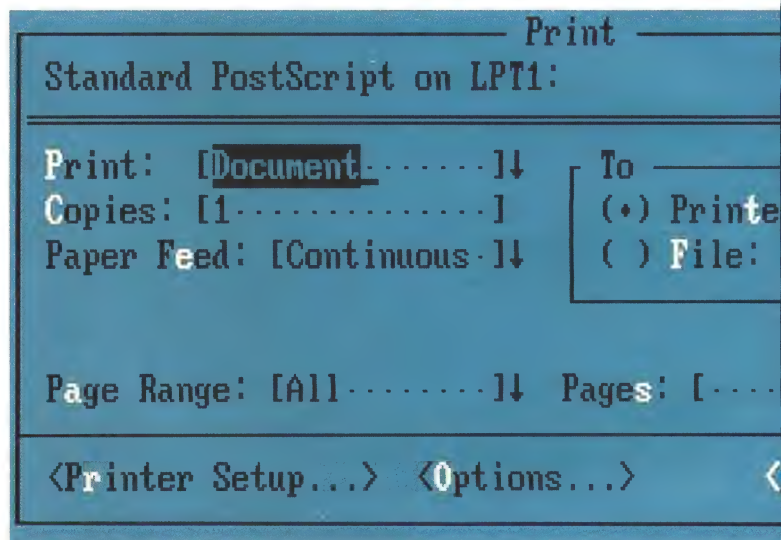 Print
Standard PostScript on LPT1:
Print: [Document·······]↓ To
Copies: [1··············] (•) Printe
Paper Feed: [Continuous·]↓ ( ) File:
Page Range: [All·········]↓ Pages: [····
<Printer Setup...> <Options...> <